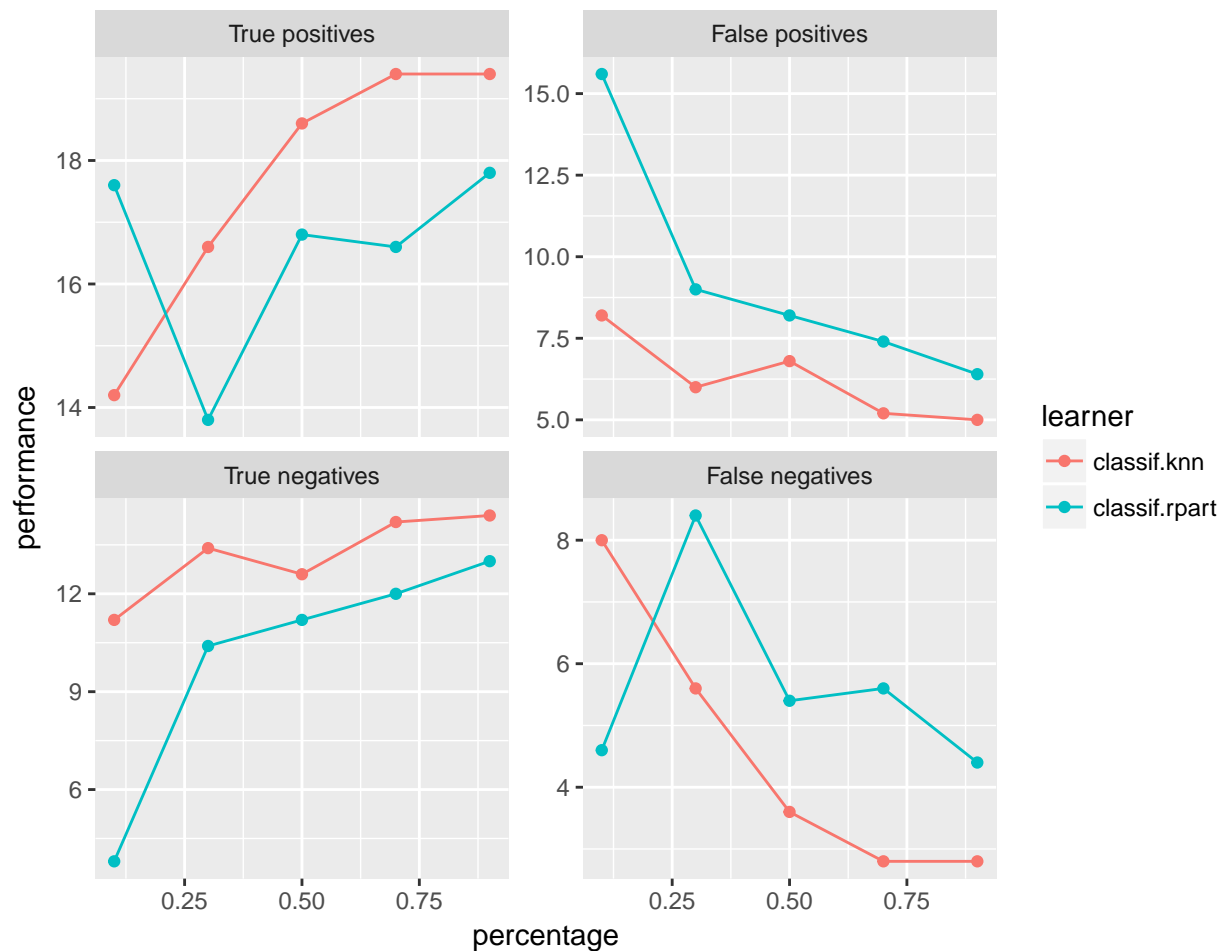 True positives
False positives
18
16
14
15.0
12.5
10.0
7.5
5.0
True negatives
False negatives
12
9
6
8
6
4
0.25
0.50
0.75
0.25
0.50
0.75
percentage
performance
learner
classif.knn
classif.rpart